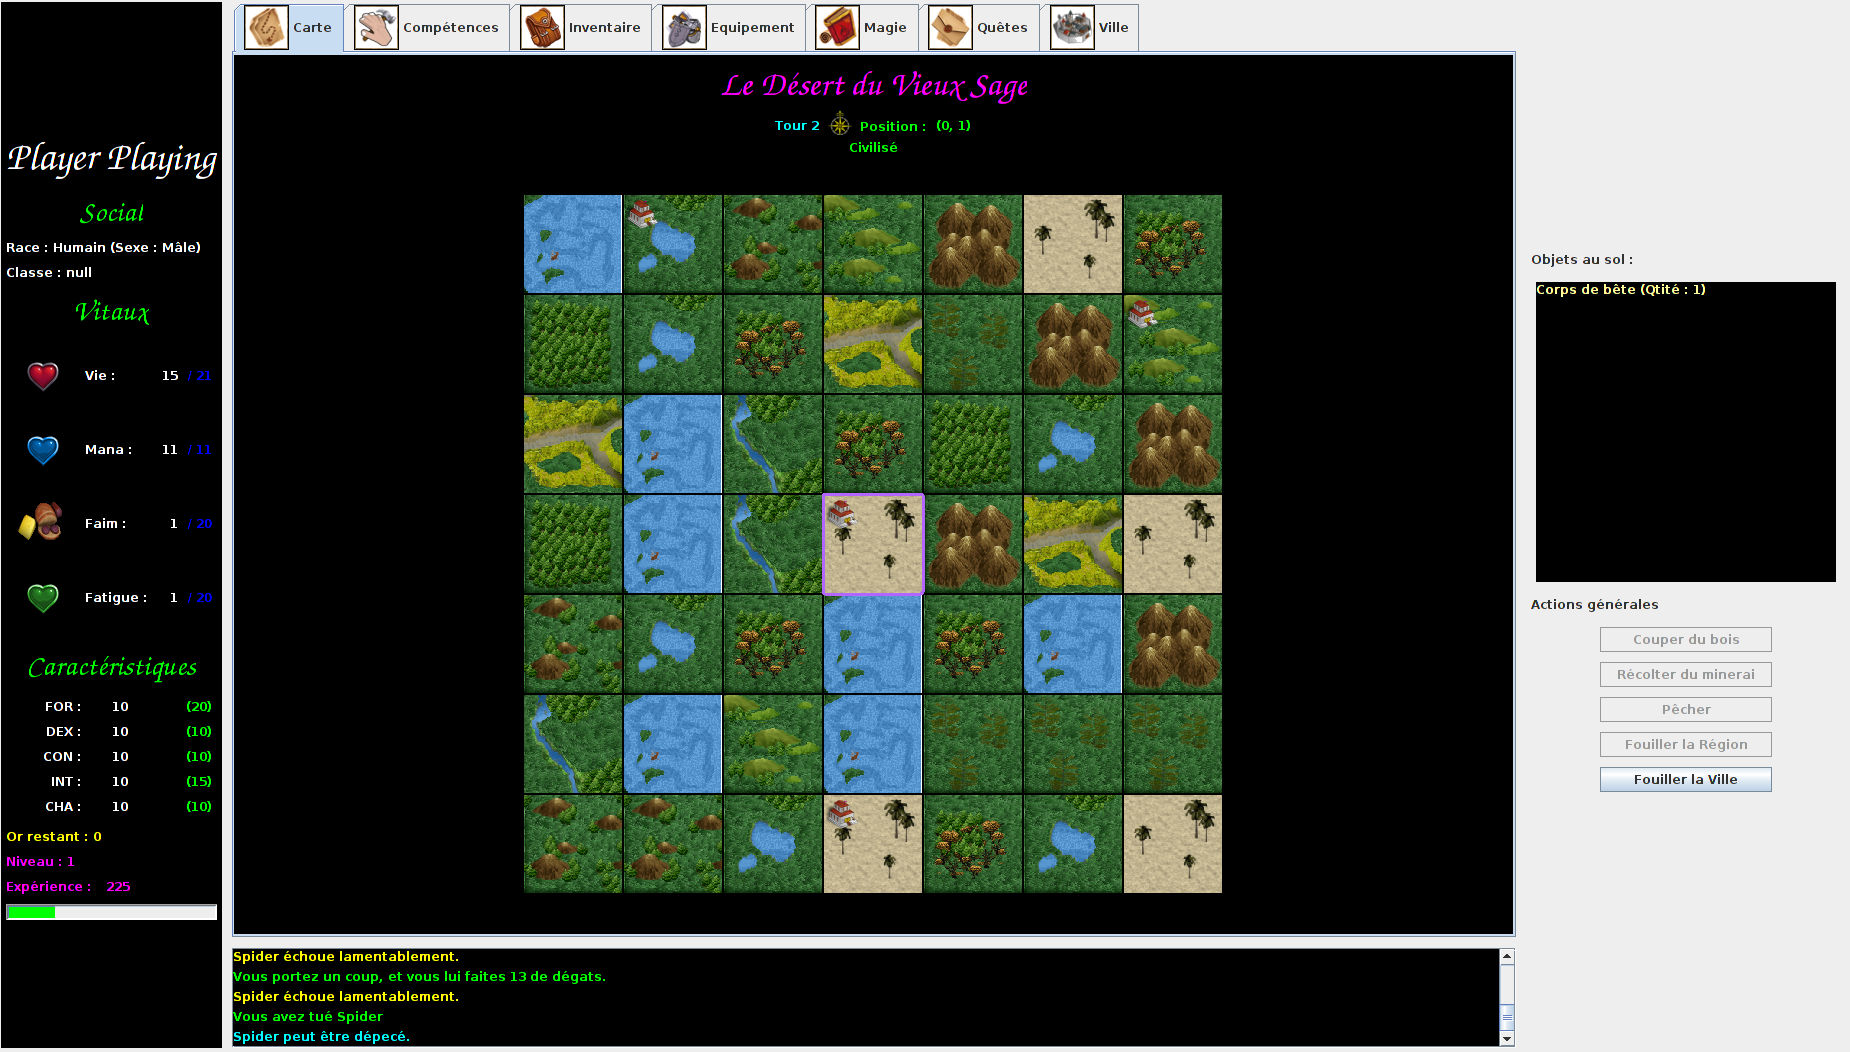 Carte Compétences Inventaire Equipement Magie Quêtes Ville
Player Playing
Social
Race : Humain (Sexe : Mâle)
Classe : null
Vitaux
Vie : 15 / 21
Mana : 11 / 11
Faim : 1 / 20
Fatigue : 1 / 20
Caractéristiques
FOR : 10 (20)
DEX : 10 (10)
CON : 10 (10)
INT : 10 (15)
CHA : 10 (10)
Or restant : 0
Niveau : 1
Expérience : 225
Le Désert du Vieux Sage
Tour 2 Position : (0, 1)
Civilisé
Spider échoue lamentablement.
Vous portez un coup, et vous lui faites 13 de dégats.
Spider échoue lamentablement.
Vous avez tué Spider
Spider peut être dépecé.
Objets au sol :
Corps de bête (Qtité : 1)
Actions générales
Couper du bois
Récolter du minerai
Pêcher
Fouiller la Région
Fouiller la Ville